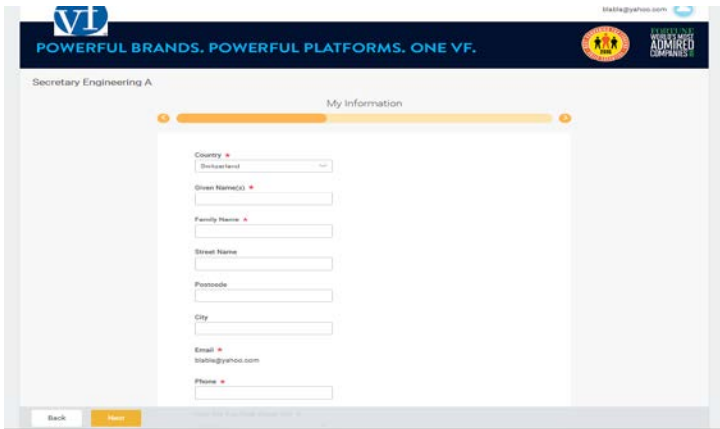 blabla@yahoo.com
VF
POWERFUL BRANDS. POWERFUL PLATFORMS. ONE VF.
FORTUNE
WORLD'S MOST
ADMIRED
COMPANIES
Secretary Engineering A
My Information
Country *
Switzerland
Given Name(s) *
Family Name *
Street Name
Postcode
City
Email *
blabla@yahoo.com
Phone *
Back
Next